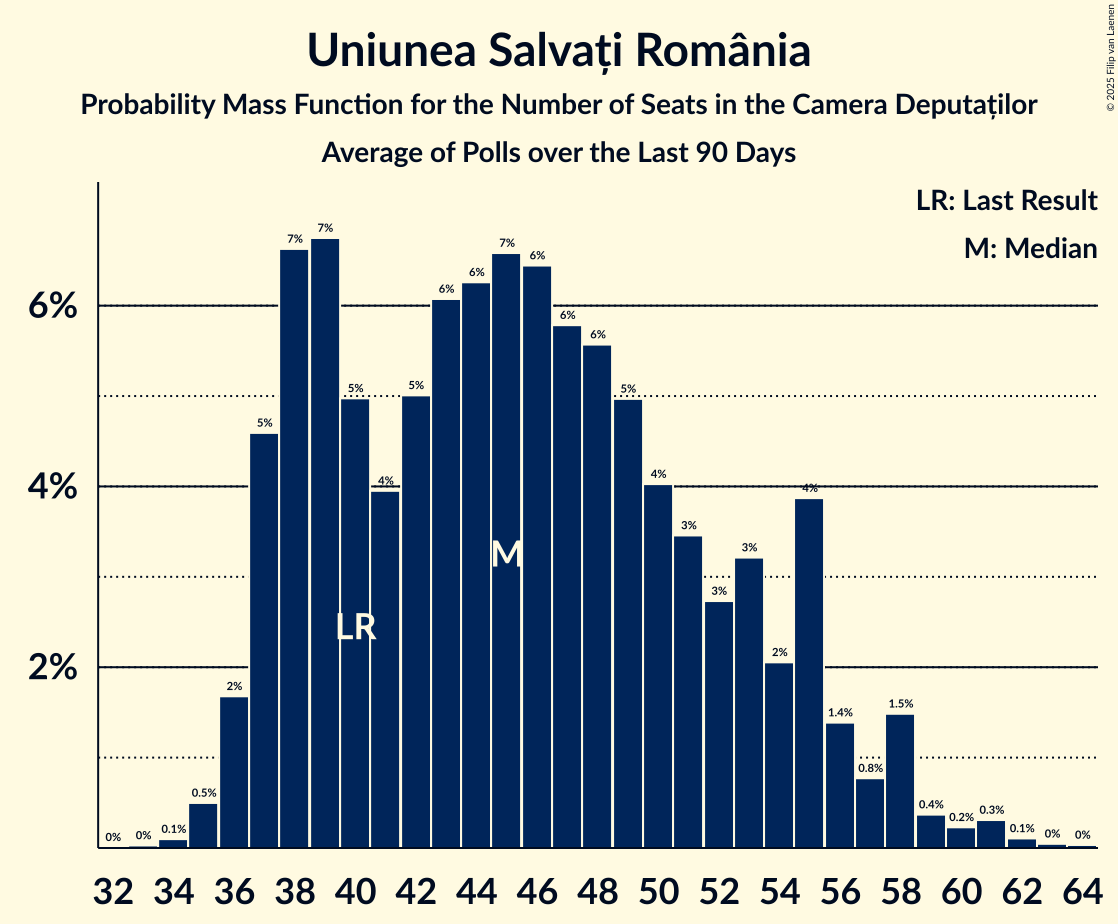 Uniunea Salvați România
Probability Mass Function for the Number of Seats in the Camera Deputaților
Average of Polls over the Last 90 Days
© 2025 Filip van Laenen
LR: Last Result
M: Median
6%
4%
2%
0% 0% 0.1% 0.5% 2% 5% 7% 7% 5% 4% 5% 6% 6% 7% 6% 6% 6% 5% 4% 3% 3% 3% 2% 4% 1.4% 0.8% 1.5% 0.4% 0.2% 0.3% 0.1% 0% 0%
M
LR
32 34 36 38 40 42 44 46 48 50 52 54 56 58 60 62 64